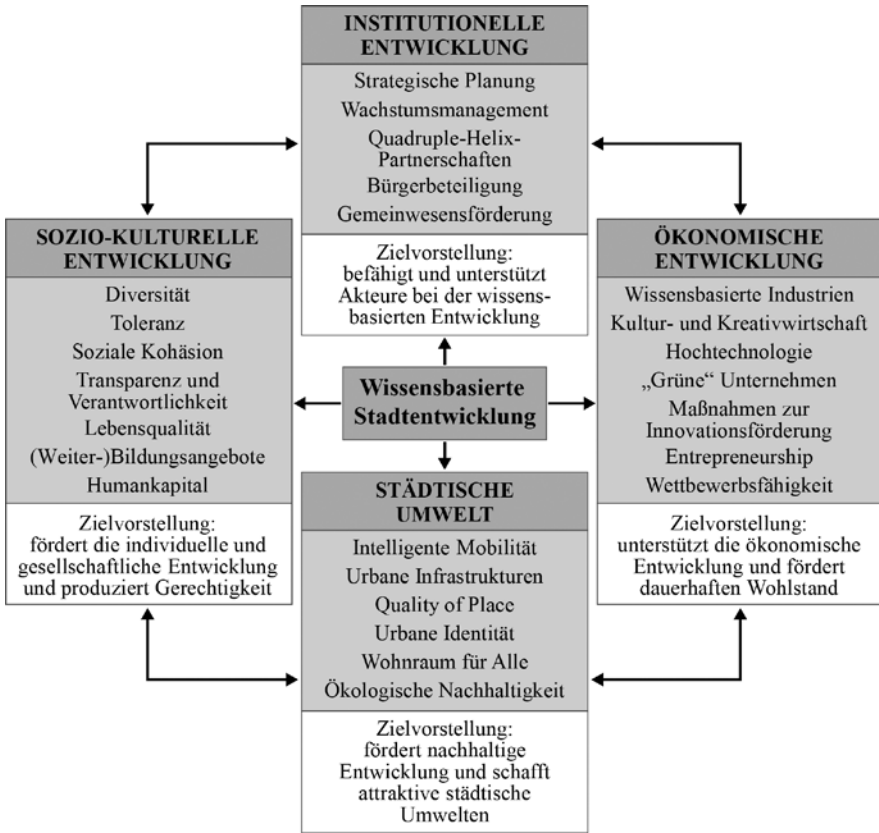 INSTITUTIONELLE
ENTWICKLUNG
Strategische Planung
Wachstumsmanagement
Quadruple-Helix-
Partnerschaften
Bürgerbeteiligung
Gemeinwesensförderung
Zielvorstellung:
befähigt und unterstützt
Akteure bei der wissens-
basierten Entwicklung
SOZIO-KULTURELLE
ENTWICKLUNG
Diversität
Toleranz
Soziale Kohäsion
Transparenz und
Verantwortlichkeit
Lebensqualität
(Weiter-)Bildungsangebote
Humankapital
Zielvorstellung:
fördert die individuelle und
gesellschaftliche Entwicklung
und produziert Gerechtigkeit
Wissensbasierte
Stadtentwicklung
ÖKONOMISCHE
ENTWICKLUNG
Wissensbasierte Industrien
Kultur- und Kreativwirtschaft
Hochtechnologie
„Grüne“ Unternehmen
Maßnahmen zur
Innovationsförderung
Entrepreneurship
Wettbewerbsfähigkeit
Zielvorstellung:
unterstützt die ökonomische
Entwicklung und fördert
dauerhaften Wohlstand
STÄDTISCHE
UMWELT
Intelligente Mobilität
Urbane Infrastrukturen
Quality of Place
Urbane Identität
Wohnraum für Alle
Ökologische Nachhaltigkeit
Zielvorstellung:
fördert nachhaltige
Entwicklung und schafft
attraktive städtische
Umwelten